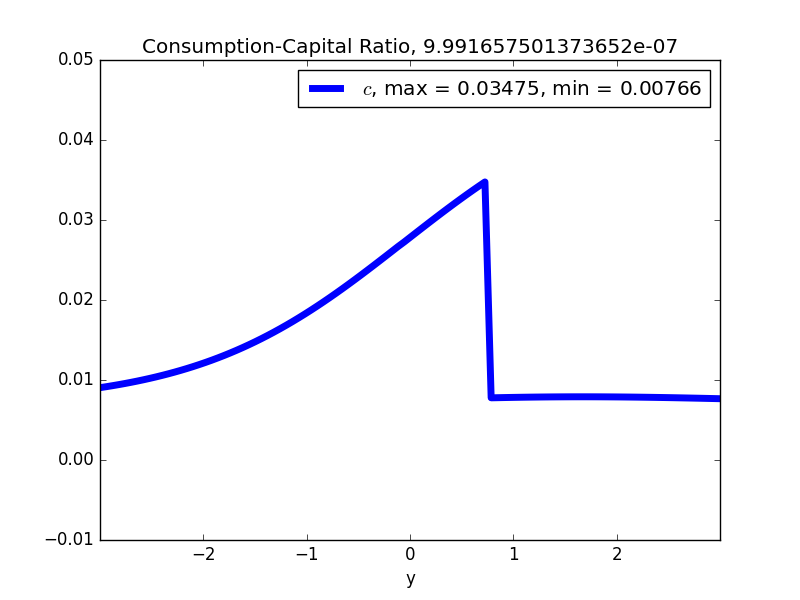 Consumption-Capital Ratio, 9.991657501373652e-07
c, max = 0.03475, min = 0.00766
0.05
0.04
0.03
0.02
0.01
0.00
−0.01
−2 −1 0 1 2
y